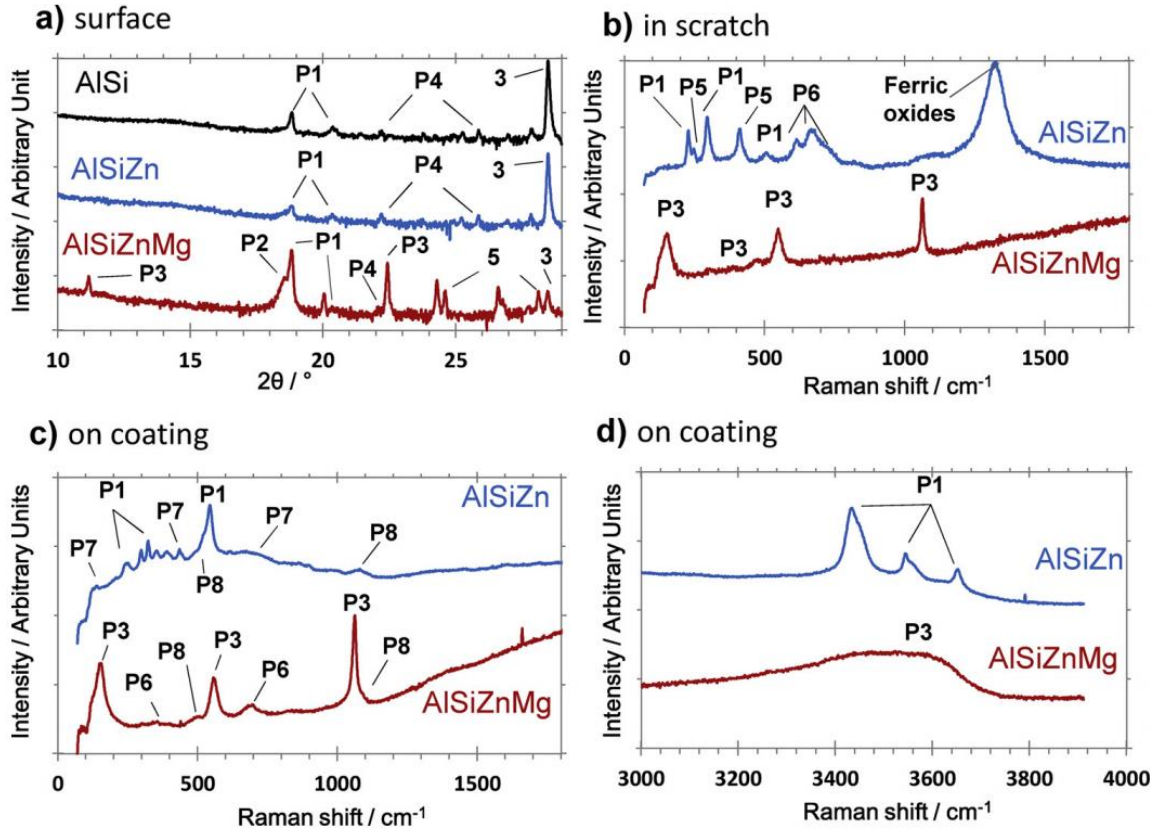 a) surface
Intensity / Arbitrary Unit
AlSi
P1
P4
3
AlSiZn
P1
P4
3
AlSiZnMg
P3
P2
P1
P4
P3
5
3
10
20
25
2θ / °
b) in scratch
Intensity / Arbitrary Units
P1
P5
P1
P5
P1
P6
Ferric
oxides
AlSiZn
P3
P3
P3
P3
AlSiZnMg
0
500
1000
1500
Raman shift / cm-1
c) on coating
Intensity / Arbitrary Units
P7
P1
P7
P1
P8
P7
P8
AlSiZn
P3
P6
P8
P3
P6
P3
P8
AlSiZnMg
0
500
1000
1500
Raman shift / cm-1
d) on coating
Intensity / Arbitrary Units
P1
AlSiZn
P3
AlSiZnMg
3000
3200
3400
3600
3800
4000
Raman shift / cm-1